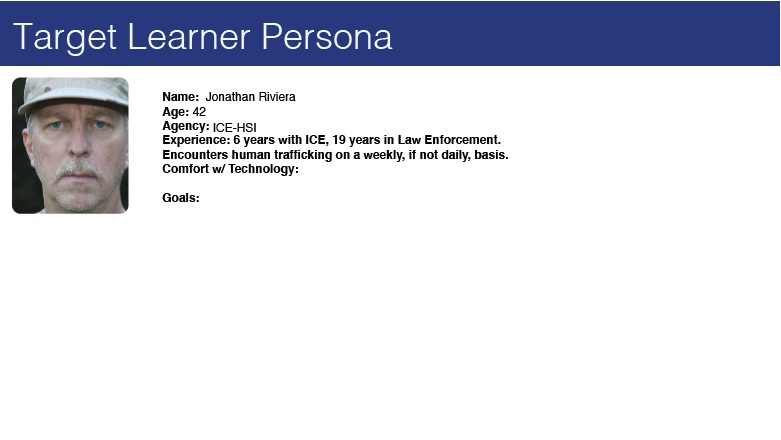 Target Learner Persona
Name: Jonathan Riviera
Age: 42
Agency: ICE-HSI
Experience: 6 years with ICE, 19 years in Law Enforcement.
Encounters human trafficking on a weekly, if not daily, basis.
Comfort w/ Technology:
Goals: